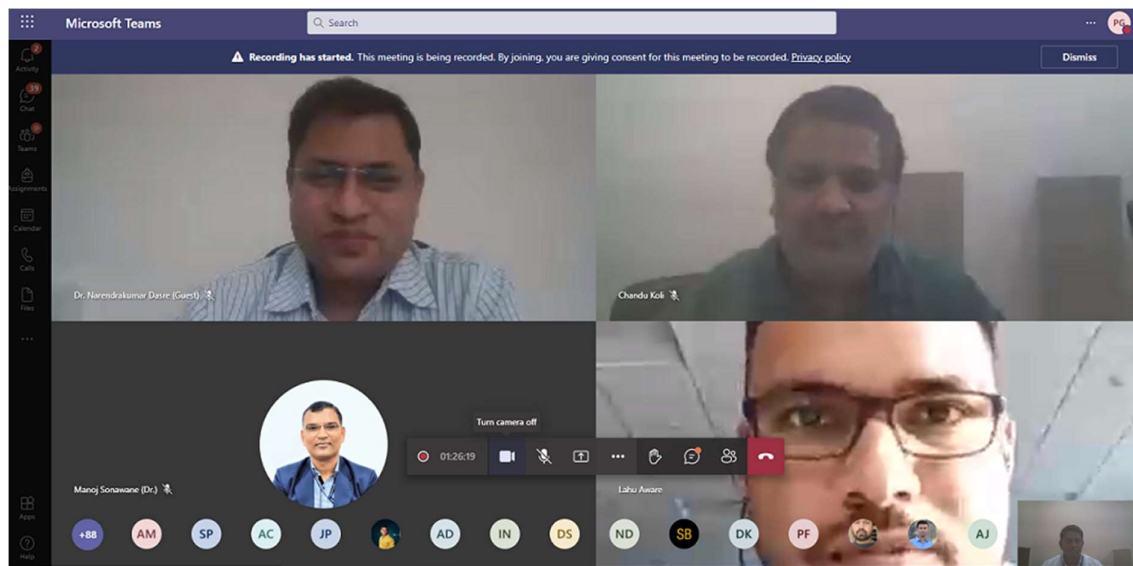 Microsoft Teams
Search
PG
Recording has started. This meeting is being recorded. By joining, you are giving consent for this meeting to be recorded. Privacy policy
Dismiss
2
Activity
39
Chat
Teams
Assignments
Calendar
Calls
Files
Dr. Narendrakumar Dasre (Guest)
Chandu Koli
Turn camera off
01:26:19
Manoj Sonawane (Dr.)
Lahu Aware
Apps
+88 AM SP AC JP AD IN DS ND SB DK PF AJ
Help